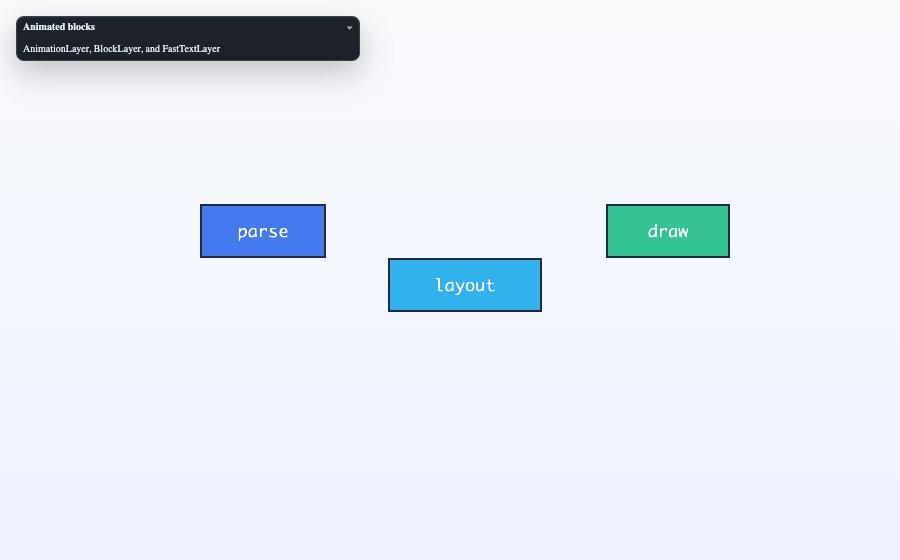 Animated blocks
AnimationLayer, BlockLayer, and FastTextLayer
parse
draw
layout